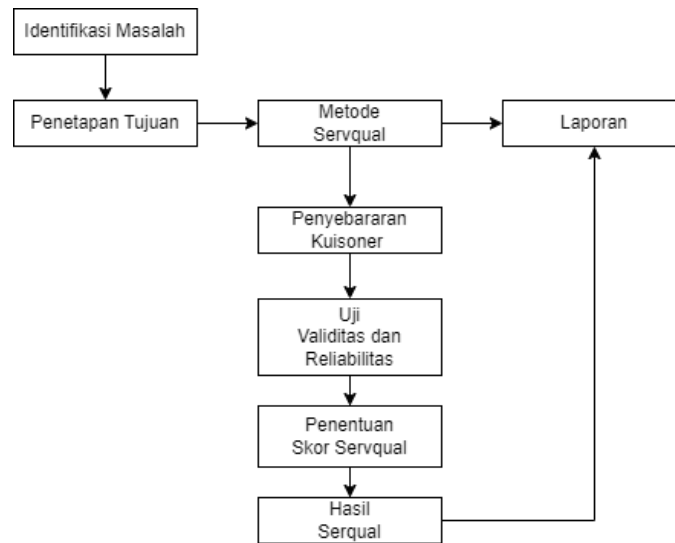 Identifikasi Masalah
Penetapan Tujuan
Metode
Servqual
Laporan
Penyebararan
Kuisoner
Uji
Validitas dan
Reliabilitas
Penentuan
Skor Servqual
Hasil
Serqual